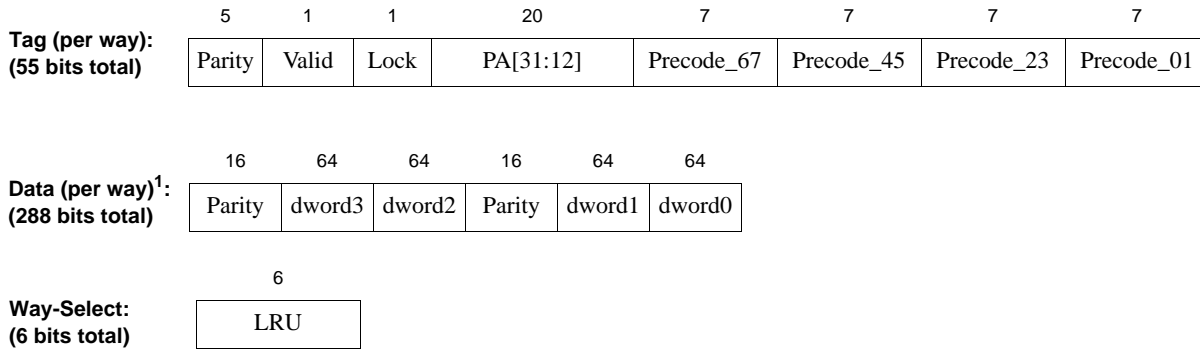 5 1 1 20 7 7 7 7
Tag (per way):
(55 bits total)
Parity Valid Lock PA[31:12] Precode_67 Precode_45 Precode_23 Precode_01
16 64 64 16 64 64
Data (per way)1:
(288 bits total)
Parity dword3 dword2 Parity dword1 dword0
6
Way-Select:
(6 bits total)
LRU